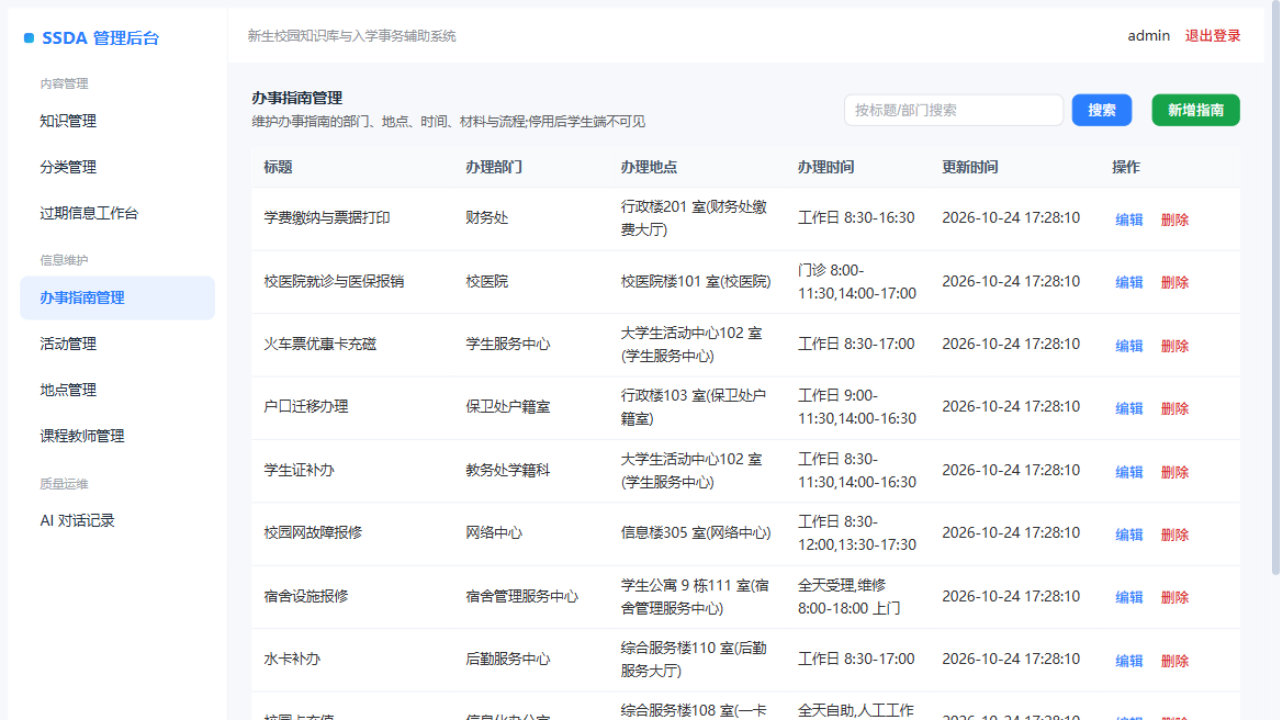 SSDA 管理后台
新生校园知识库与入学事务辅助系统
admin
退出登录
内容管理
知识管理
分类管理
过期信息工作台
信息维护
办事指南管理
活动管理
地点管理
课程教师管理
质量运维
AI 对话记录
办事指南管理
维护办事指南的部门、地点、时间、材料与流程;停用后学生端不可见
按标题/部门搜索
搜索
新增指南
标题 办理部门 办理地点 办理时间 更新时间 操作
学费缴纳与票据打印 财务处 行政楼201 室(财务处缴
费大厅) 工作日 8:30-16:30 2026-10-24 17:28:10 编辑 删除
校医院就诊与医保报销 校医院 校医院楼101 室(校医院) 门诊 8:00-
11:30,14:00-17:00 2026-10-24 17:28:10 编辑 删除
火车票优惠卡充磁 学生服务中心 大学生活动中心102 室
(学生服务中心) 工作日 8:30-17:00 2026-10-24 17:28:10 编辑 删除
户口迁移办理 保卫处户籍室 行政楼103 室(保卫处户
籍室) 工作日 9:00-
11:30,14:00-16:30 2026-10-24 17:28:10 编辑 删除
学生证补办 教务处学籍科 大学生活动中心102 室
(学生服务中心) 工作日 8:30-
11:30,14:00-16:30 2026-10-24 17:28:10 编辑 删除
校园网故障报修 网络中心 信息楼305 室(网络中心) 工作日 8:30-
12:00,13:30-17:30 2026-10-24 17:28:10 编辑 删除
宿舍设施报修 宿舍管理服务中心 学生公寓 9 栋111 室(宿
舍管理服务中心) 全天受理,维修
8:00-18:00 上门 2026-10-24 17:28:10 编辑 删除
水卡补办 后勤服务中心 综合服务楼110 室(后勤
服务大厅) 工作日 8:30-17:00 2026-10-24 17:28:10 编辑 删除
校园卡充值 信息化办公室 综合服务楼108 室(一卡 全天自助,人工工作 2026-10-24 17:28:10 编辑 删除